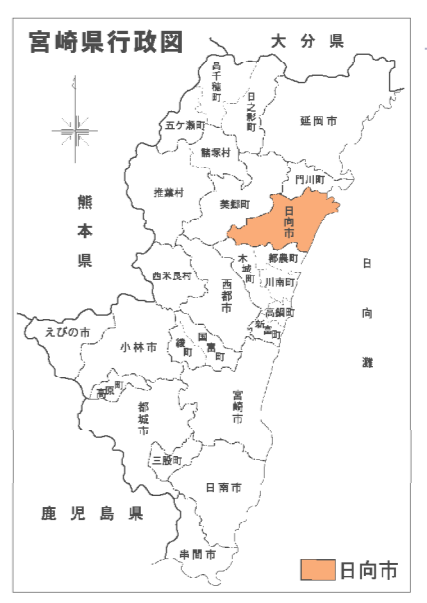 宮崎県行政図
大分県
高千穂町
日之影町
延岡市
五ケ瀬町
諸塚村
門川町
椎葉村
美郷町
日向市
熊本県
木城町
都農町
日向灘
西米良村
西都市
川南町
高鍋町
新富町
えびの市
小林市
綾町
国富町
高原町
都城市
宮崎市
三股町
日南市
鹿児島県
串間市
日向市